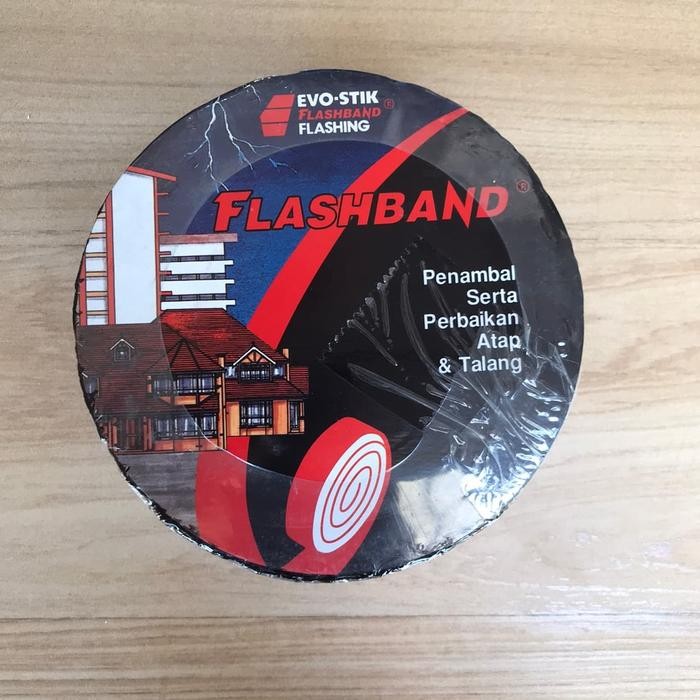 EVO-STIK
FLASHBAND ®
FLASHING
FLASHBAND ®
Penambal
Serta
Perbaikan
Atap
& Talang